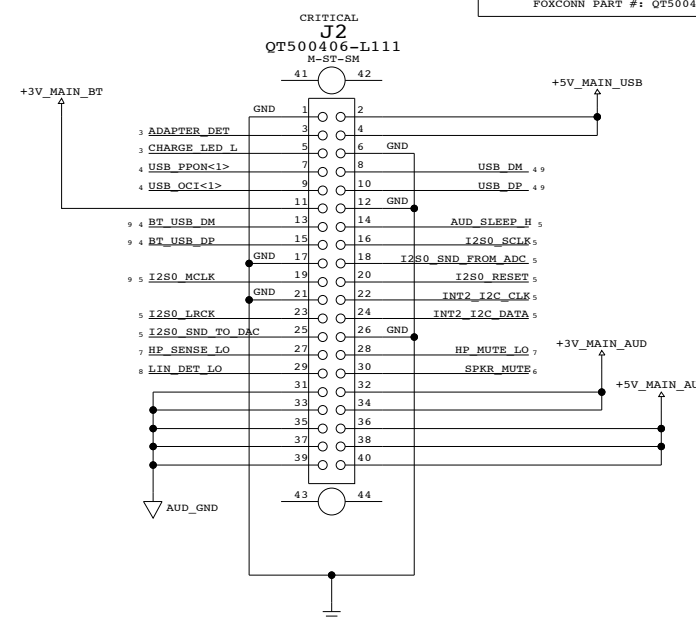 FOXCONN PART #: QT5004
CRITICAL
J2
QT500406-L111
M-ST-SM
41 42
+3V_MAIN_BT +5V_MAIN_USB
GND 1 2
3 ADAPTER_DET 3 4
3 CHARGE_LED_L 5 6 GND
4 USB_PPON<1> 7 8 USB_DM 4 9
4 USB_OCI<1> 9 10 USB_DP 4 9
11 12 GND
9 4 BT_USB_DM 13 14 AUD_SLEEP_H 5
9 4 BT_USB_DP 15 16 I2S0_SCLK 5
GND 17 18 I2S0_SND_FROM_ADC 5
9 5 I2S0_MCLK 19 20 I2S0_RESET 5
GND 21 22 INT2_I2C_CLK 5
5 I2S0_LRCK 23 24 INT2_I2C_DATA 5
5 I2S0_SND_TO_DAC 25 26 GND
7 HP_SENSE_LO 27 28 HP_MUTE_LO 7 +3V_MAIN_AUD
8 LIN_DET_LO 29 30 SPKR_MUTE 6
31 32 +5V_MAIN_AU
33 34
35 36
37 38
39 40
43 44
AUD_GND